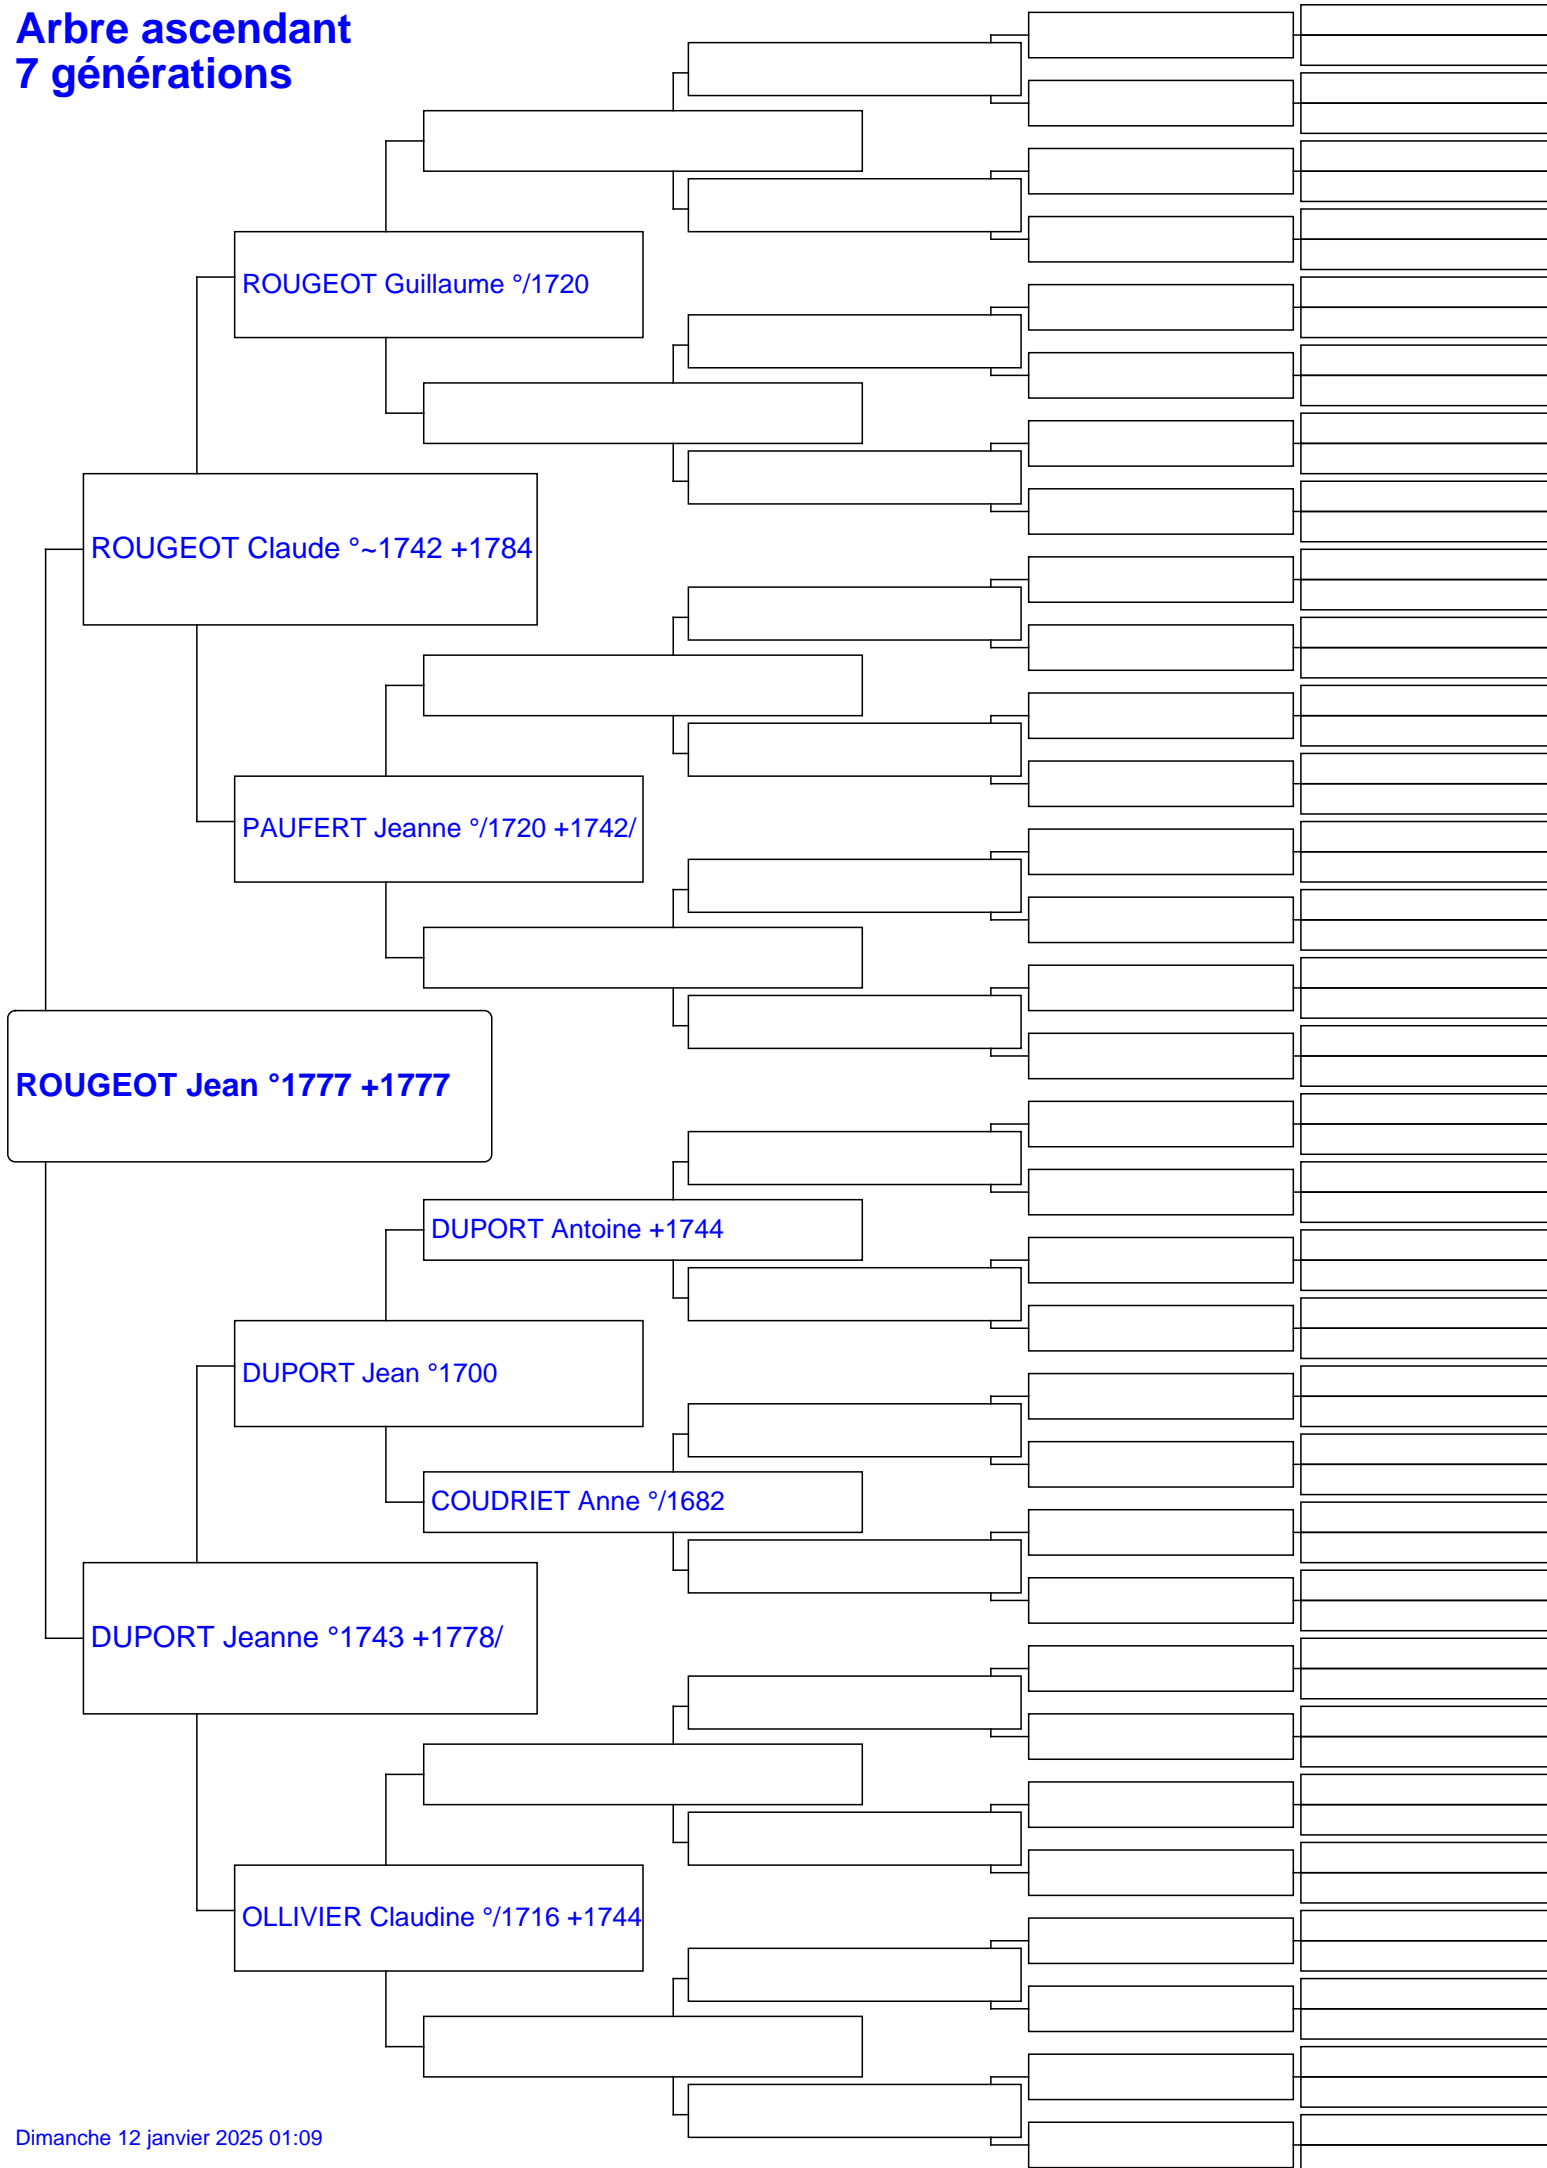 Arbre ascendant
7 générations
ROUGEOT Guillaume °/1720
ROUGEOT Claude °~1742 +1784
PAUFERT Jeanne °/1720 +1742/
ROUGEOT Jean °1777 +1777
DUPORT Antoine +1744
DUPORT Jean °1700
COUDRIET Anne °/1682
DUPORT Jeanne °1743 +1778/
OLLIVIER Claudine °/1716 +1744
Dimanche 12 janvier 2025 01:09